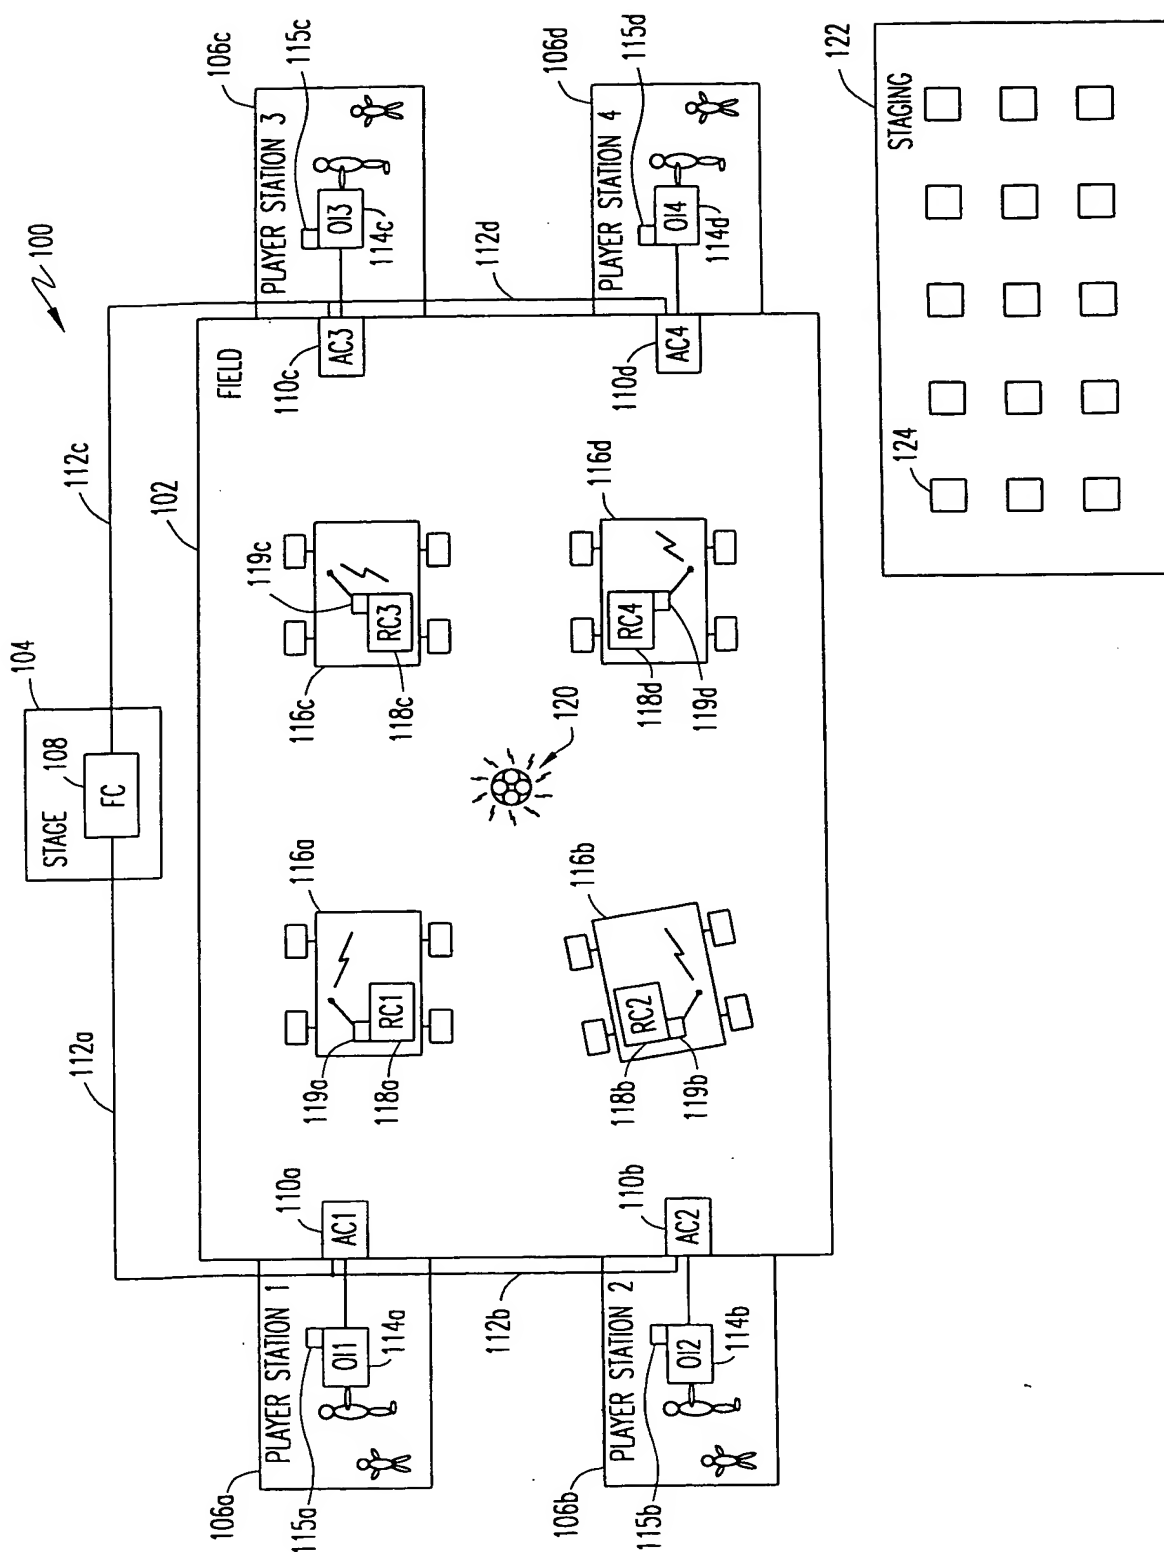 100
STAGE
104
108
FC
112a
112c
102
FIELD
PLAYER STATION 1
106a
115a
OI1
114a
110a
AC1
112b
PLAYER STATION 2
106b
115b
OI2
114b
110b
AC2
116a
119a
RC1
118a
116b
RC2
118b
119b
120
116c
119c
RC3
118c
116d
RC4
118d
119d
PLAYER STATION 3
106c
115c
OI3
114c
110c
AC3
112d
PLAYER STATION 4
106d
115d
OI4
114d
110d
AC4
STAGING
122
124